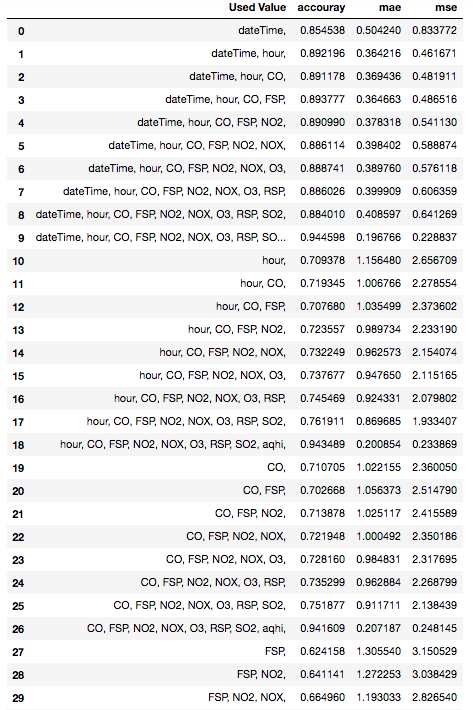 Used Value accouray mae mse
0 dateTime, 0.854538 0.504240 0.833772
1 dateTime, hour, 0.892196 0.364216 0.461671
2 dateTime, hour, CO, 0.891178 0.369436 0.481911
3 dateTime, hour, CO, FSP, 0.893777 0.364663 0.486516
4 dateTime, hour, CO, FSP, NO2, 0.890990 0.378318 0.541130
5 dateTime, hour, CO, FSP, NO2, NOX, 0.886114 0.398402 0.588874
6 dateTime, hour, CO, FSP, NO2, NOX, O3, 0.888741 0.389760 0.576118
7 dateTime, hour, CO, FSP, NO2, NOX, O3, RSP, 0.886026 0.399909 0.606359
8 dateTime, hour, CO, FSP, NO2, NOX, O3, RSP, SO2, 0.884010 0.408597 0.641269
9 dateTime, hour, CO, FSP, NO2, NOX, O3, RSP, SO... 0.944598 0.196766 0.228837
10 hour, 0.709378 1.156480 2.656709
11 hour, CO, 0.719345 1.006766 2.278554
12 hour, CO, FSP, 0.707680 1.035499 2.373602
13 hour, CO, FSP, NO2, 0.723557 0.989734 2.233190
14 hour, CO, FSP, NO2, NOX, 0.732249 0.962573 2.154074
15 hour, CO, FSP, NO2, NOX, O3, 0.737677 0.947650 2.115165
16 hour, CO, FSP, NO2, NOX, O3, RSP, 0.745469 0.924331 2.079802
17 hour, CO, FSP, NO2, NOX, O3, RSP, SO2, 0.761911 0.869685 1.933407
18 hour, CO, FSP, NO2, NOX, O3, RSP, SO2, aqhi, 0.943489 0.200854 0.233869
19 CO, 0.710705 1.022155 2.360050
20 CO, FSP, 0.702668 1.056373 2.514790
21 CO, FSP, NO2, 0.713878 1.025117 2.415589
22 CO, FSP, NO2, NOX, 0.721948 1.000492 2.350186
23 CO, FSP, NO2, NOX, O3, 0.728160 0.984831 2.317695
24 CO, FSP, NO2, NOX, O3, RSP, 0.735299 0.962884 2.268799
25 CO, FSP, NO2, NOX, O3, RSP, SO2, 0.751877 0.911711 2.138439
26 CO, FSP, NO2, NOX, O3, RSP, SO2, aqhi, 0.941609 0.207187 0.248145
27 FSP, 0.624158 1.305540 3.150529
28 FSP, NO2, 0.641141 1.272253 3.038429
29 FSP, NO2, NOX, 0.664960 1.193033 2.826540